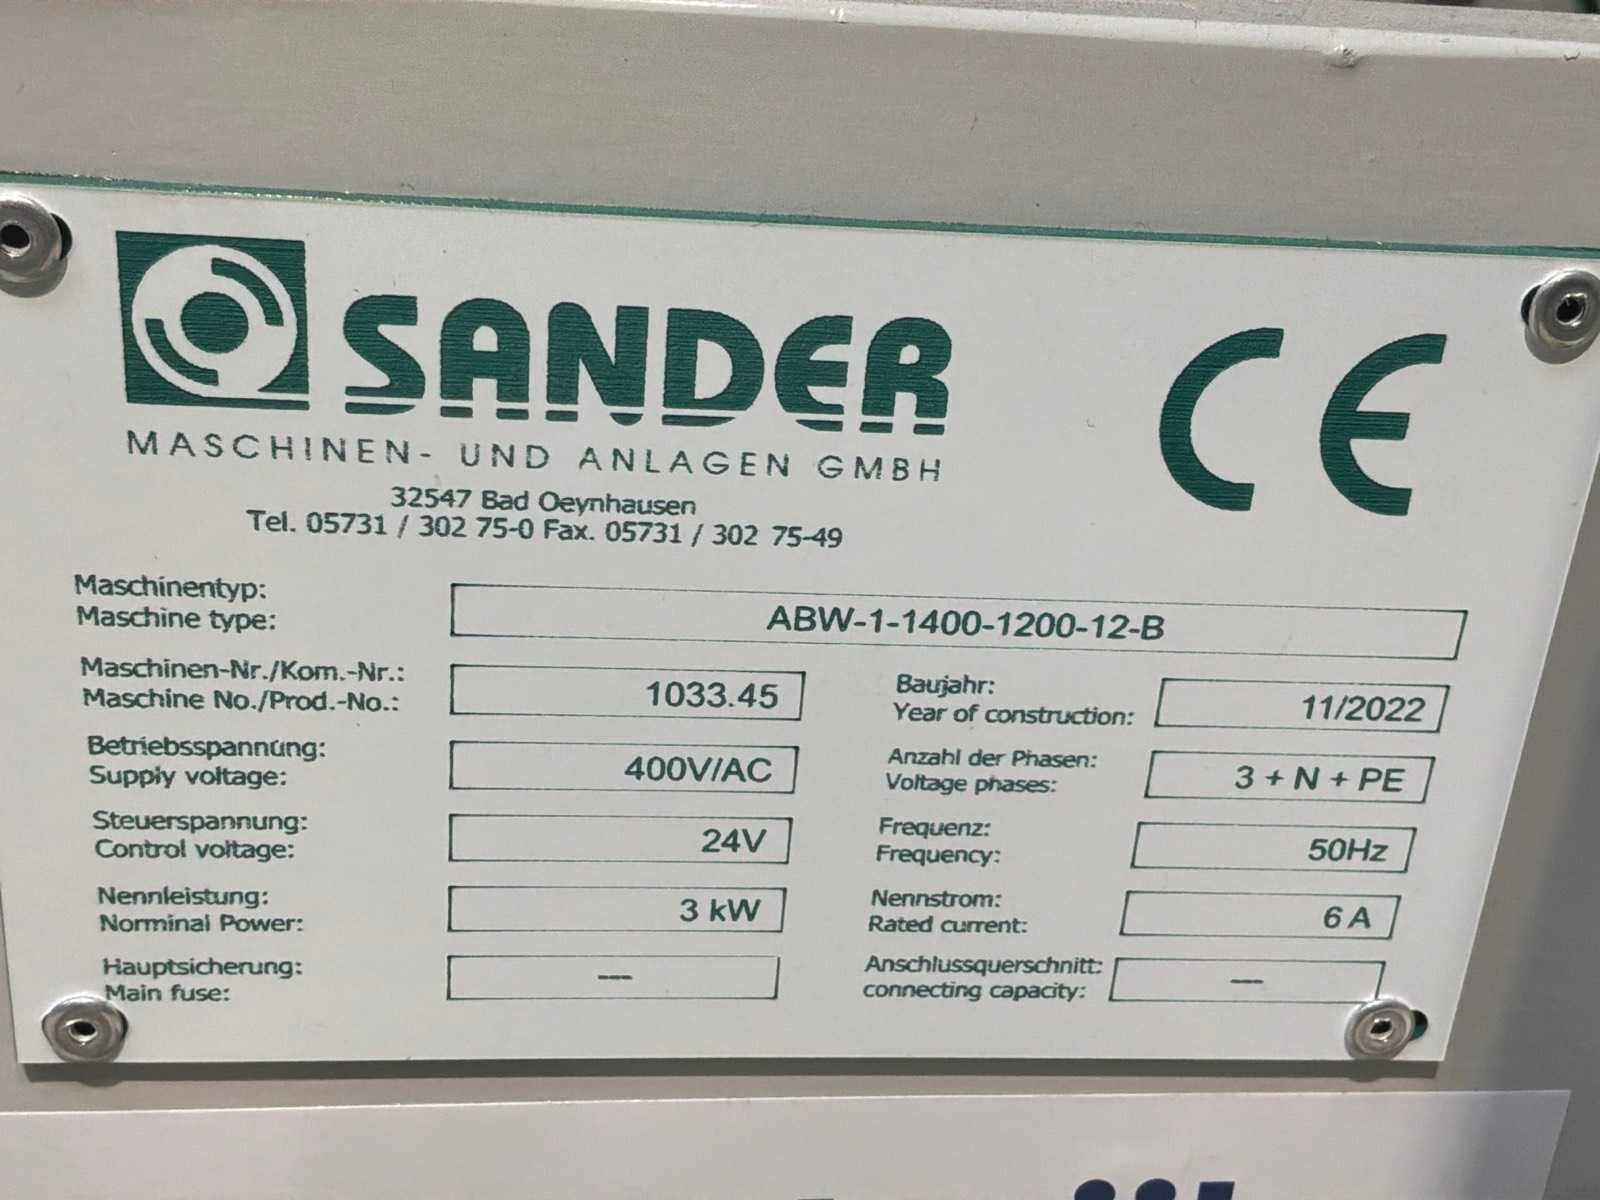 SANDER
CE
MASCHINEN- UND ANLAGEN GMBH
32547 Bad Oeynhausen
Tel. 05731 / 302 75-0 Fax. 05731 / 302 75-49
Maschinentyp:
Maschine type:
ABW-1-1400-1200-12-B
Maschinen-Nr./Kom.-Nr.:
Maschine No./Prod.-No.:
1033.45
Baujahr:
Year of construction:
11/2022
Betriebsspannung:
Supply voltage:
400V/AC
Anzahl der Phasen:
Voltage phases:
3 + N + PE
Steuerspannung:
Control voltage:
24V
Frequenz:
Frequency:
50Hz
Nennleistung:
Norminal Power:
3 kW
Nennstrom:
Rated current:
6 A
Hauptsicherung:
Main fuse:
---
Anschlussquerschnitt:
connecting capacity:
---